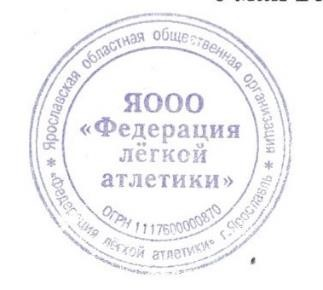 Ярославская областная общественная организация
* «Федерация лёгкой атлетики» г.Ярославль *
ЯООО
«Федерация
лёгкой
атлетики»
ОГРН 1117600000870